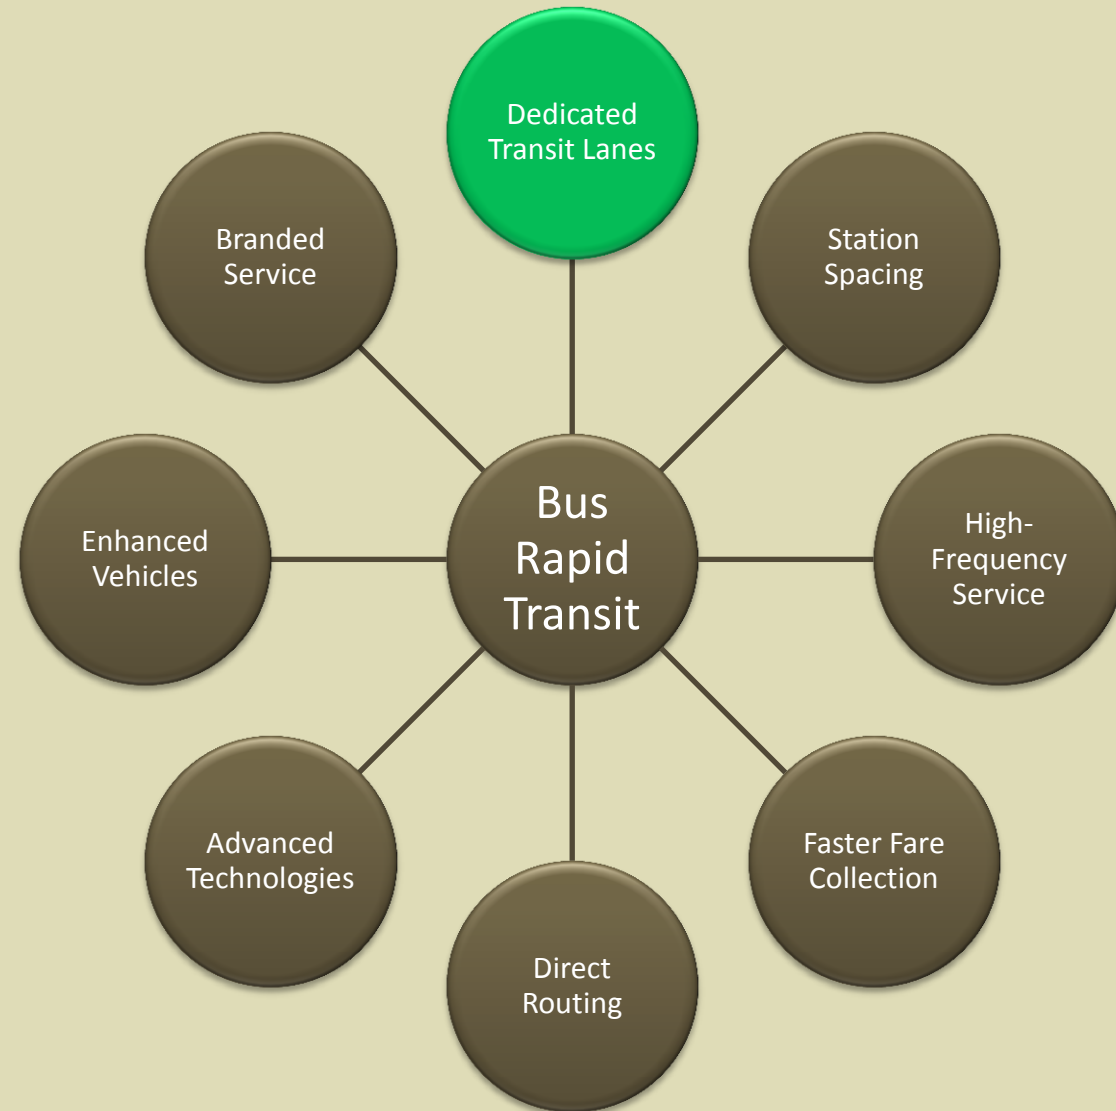 Dedicated
Transit Lanes
Branded
Service
Station
Spacing
Enhanced
Vehicles
Bus
Rapid
Transit
High-
Frequency
Service
Advanced
Technologies
Faster Fare
Collection
Direct
Routing